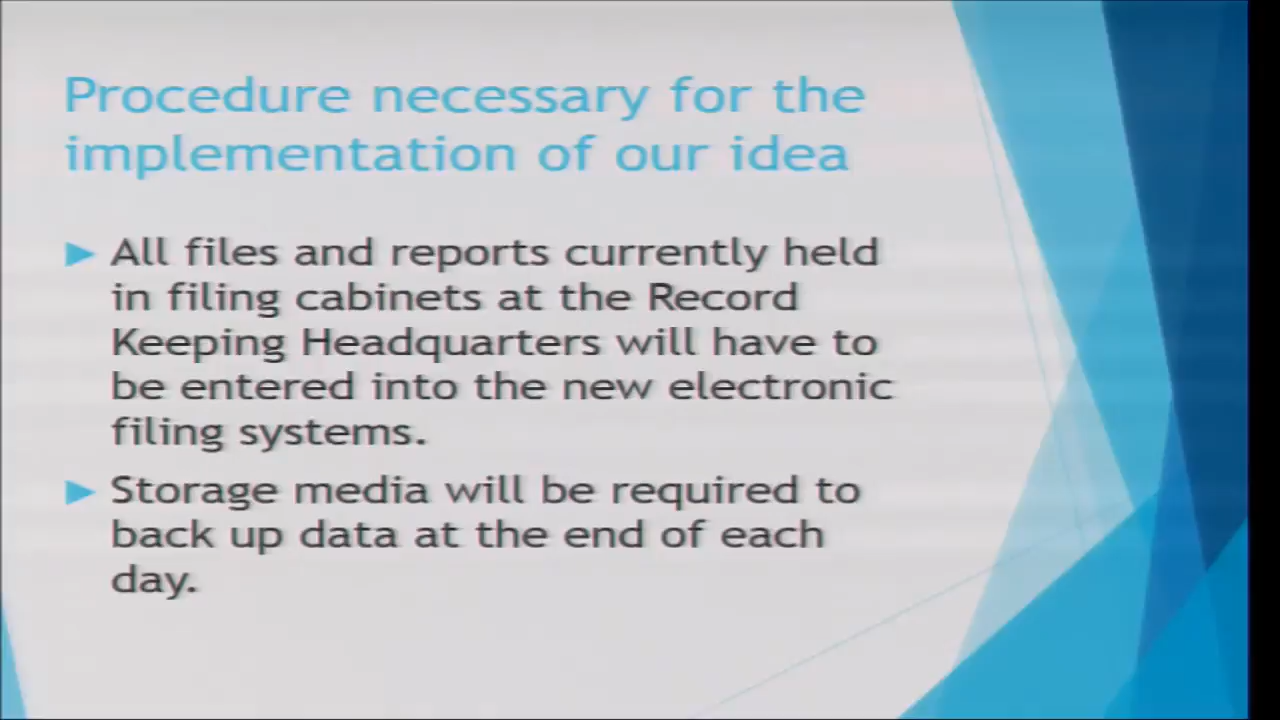 Procedure necessary for the
implementation of our idea
All files and reports currently held
in filing cabinets at the Record
Keeping Headquarters will have to
be entered into the new electronic
filing systems.
Storage media will be required to
back up data at the end of each
day.